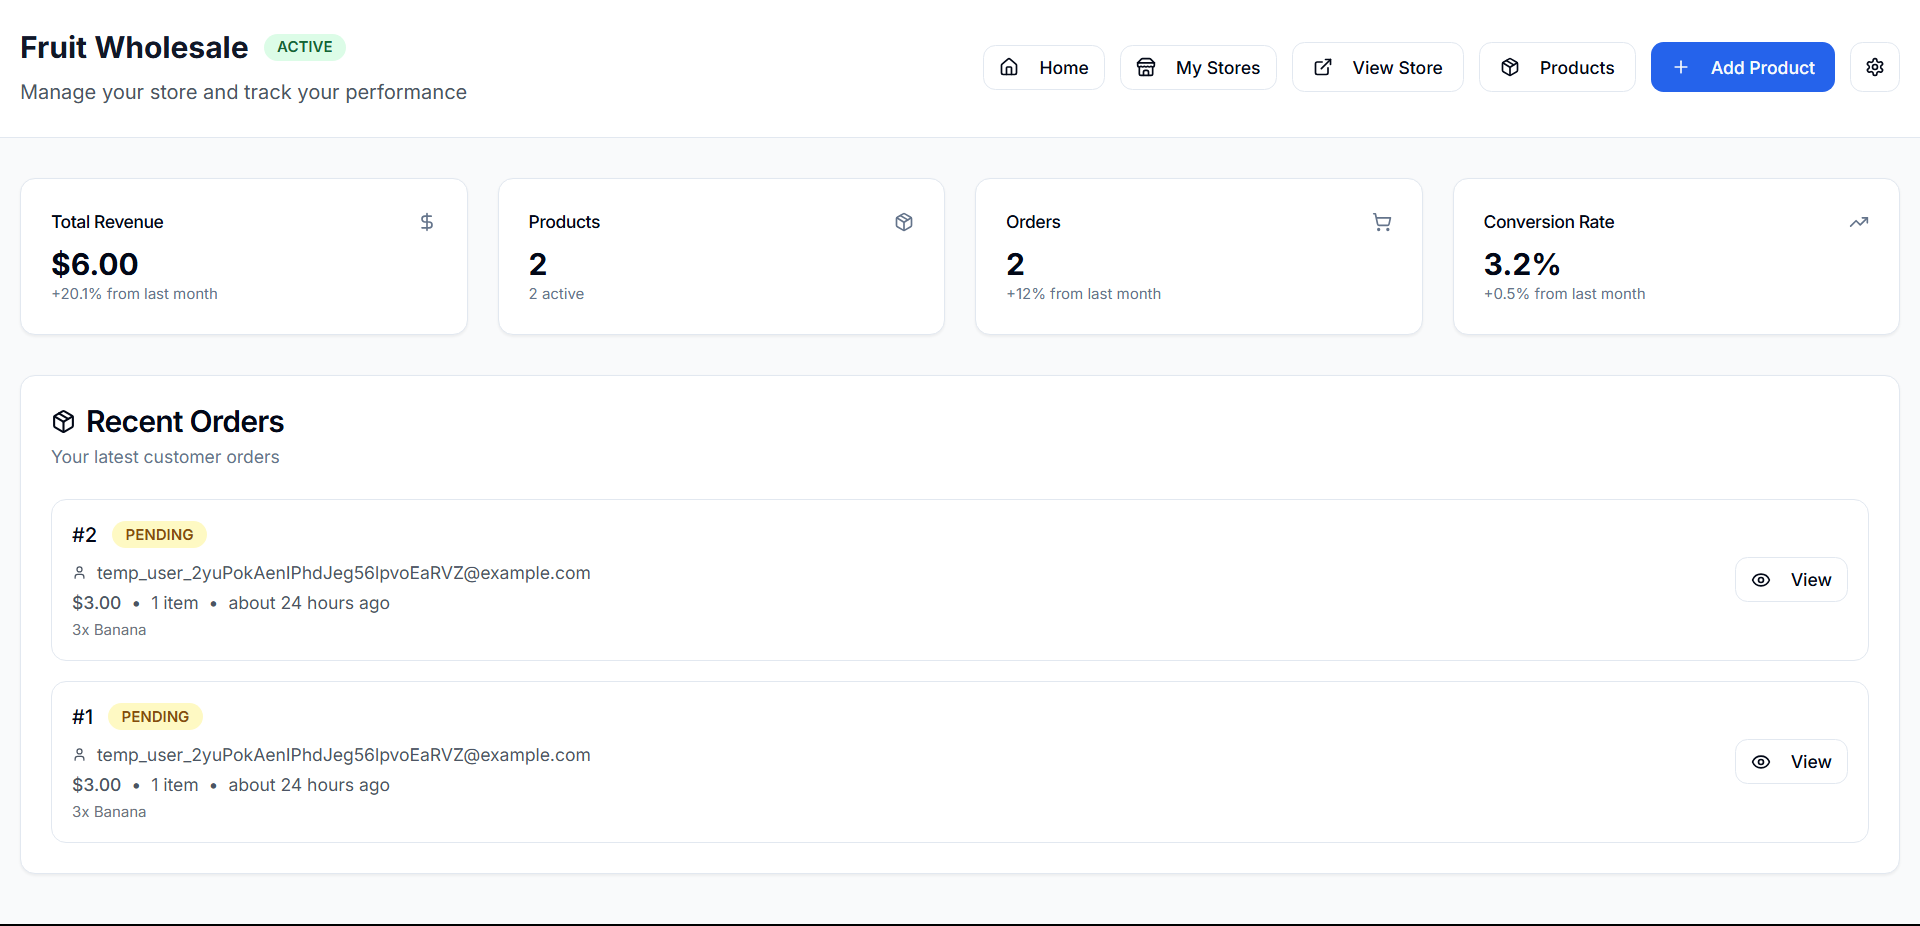 Fruit Wholesale ACTIVE
Manage your store and track your performance
Home My Stores View Store Products Add Product
Total Revenue
$6.00
+20.1% from last month
Products
2
2 active
Orders
2
+12% from last month
Conversion Rate
3.2%
+0.5% from last month
Recent Orders
Your latest customer orders
#2 PENDING
temp_user_2yuPokAenIPhdJeg56lpvoEaRVZ@example.com
$3.00 • 1 item • about 24 hours ago
3x Banana
View
#1 PENDING
temp_user_2yuPokAenIPhdJeg56lpvoEaRVZ@example.com
$3.00 • 1 item • about 24 hours ago
3x Banana
View